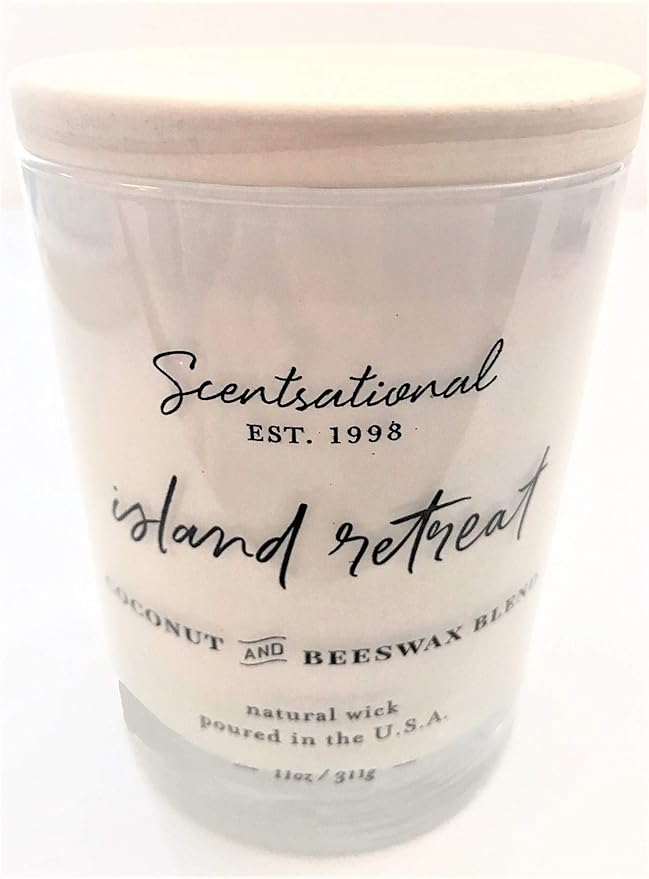 Scentsational
EST. 1998
island retreat
COCONUT AND BEESWAX BLEND
natural wick
poured in the U.S.A.
11oz / 311g